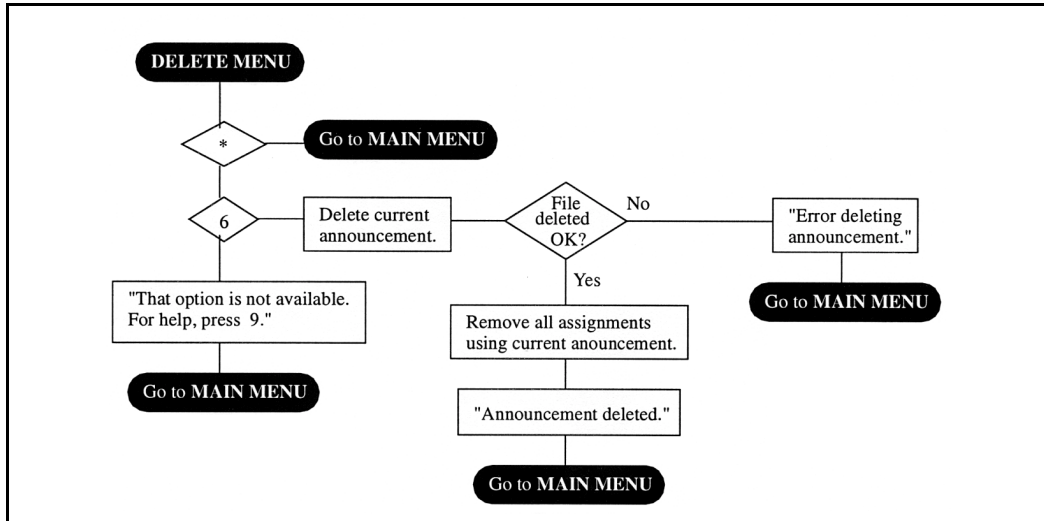 DELETE MENU
*
Go to MAIN MENU
6
Delete current
announcement.
File
deleted
OK?
No
"Error deleting
announcement."
Go to MAIN MENU
Yes
"That option is not available.
For help, press 9."
Go to MAIN MENU
Remove all assignments
using current anouncement.
"Announcement deleted."
Go to MAIN MENU